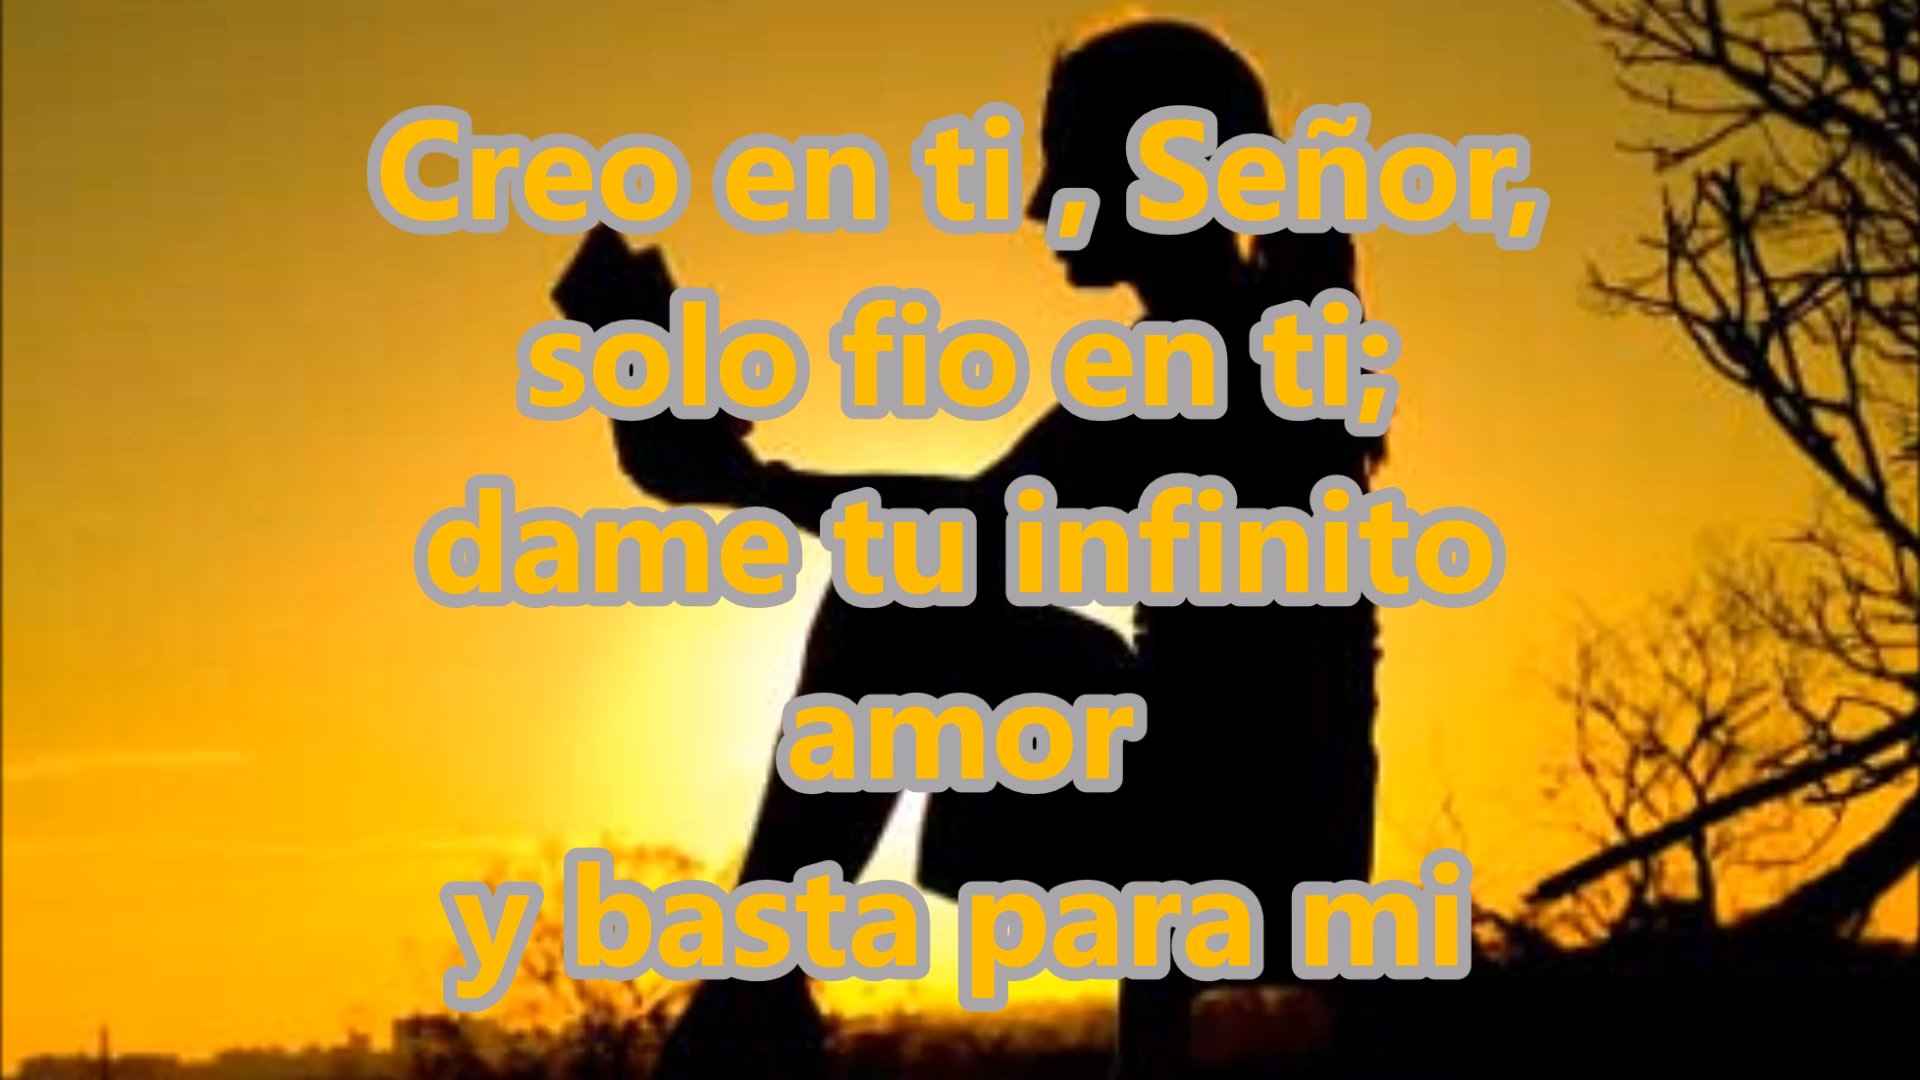 Creo en ti , Señor,
solo fio en ti;
dame tu infinito
amor
y basta para mi